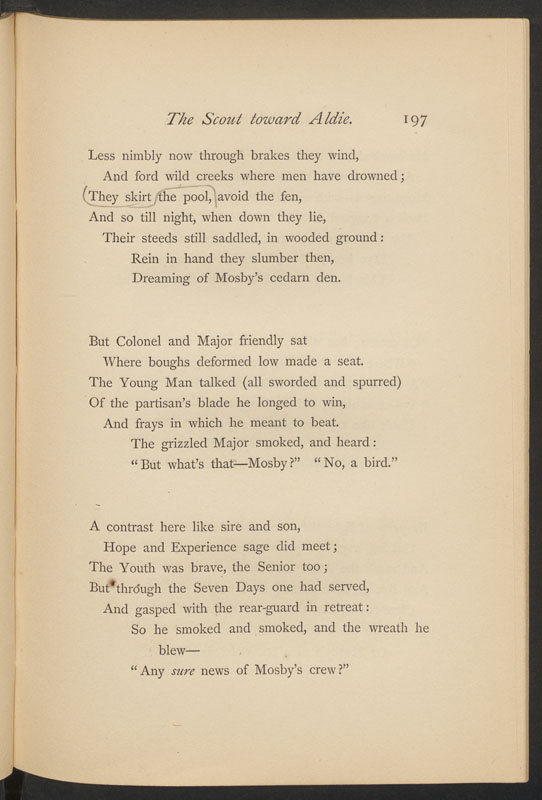 The Scout toward Aldie. 197
Less nimbly now through brakes they wind,
And ford wild creeks where men have drowned;
They skirt the pool, avoid the fen,
And so till night, when down they lie,
Their steeds still saddled, in wooded ground:
Rein in hand they slumber then,
Dreaming of Mosby's cedarn den.
But Colonel and Major friendly sat
Where boughs deformed low made a seat.
The Young Man talked (all sworded and spurred)
Of the partisan's blade he longed to win,
And frays in which he meant to beat.
The grizzled Major smoked, and heard:
“But what's that—Mosby?” “No, a bird.”
A contrast here like sire and son,
Hope and Experience sage did meet;
The Youth was brave, the Senior too;
But through the Seven Days one had served,
And gasped with the rear-guard in retreat:
So he smoked and smoked, and the wreath he
blew—
“Any sure news of Mosby's crew?”